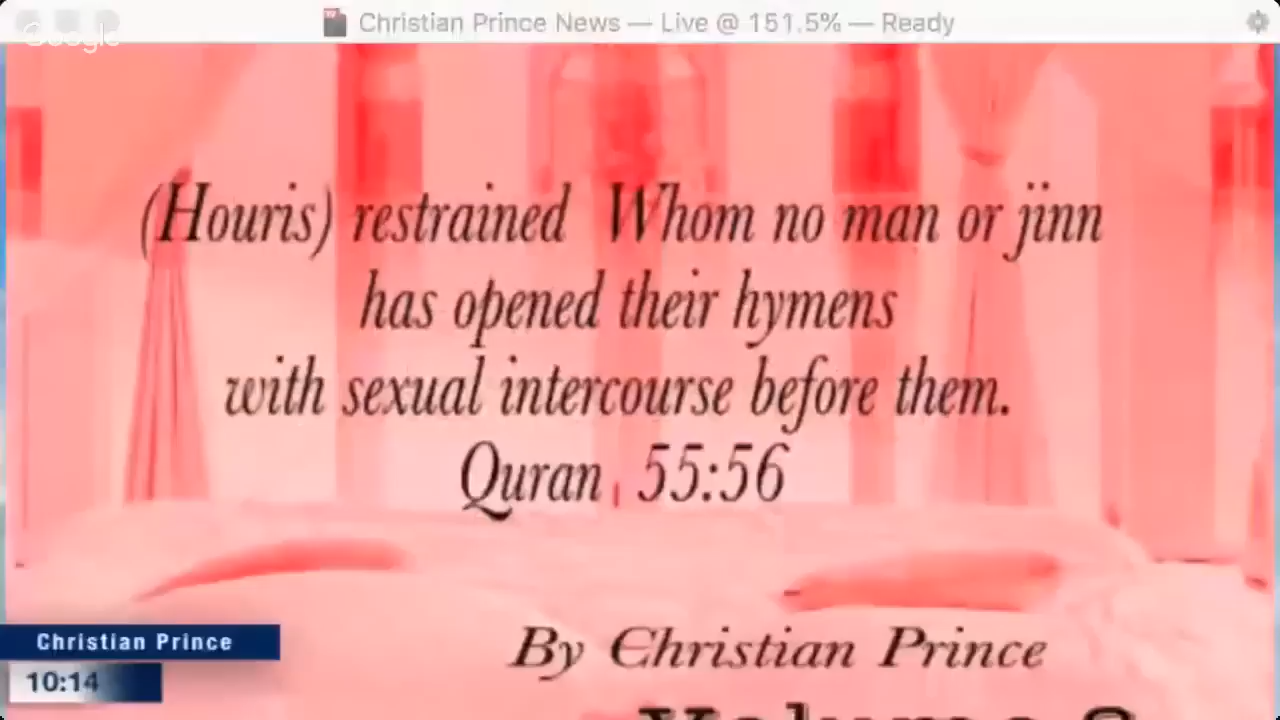 Christian Prince News — Live @ 151.5% — Ready
Google
(Houris) restrained Whom no man or jinn
has opened their hymens
with sexual intercourse before them.
Quran 55:56
By Christian Prince
Christian Prince
10:14